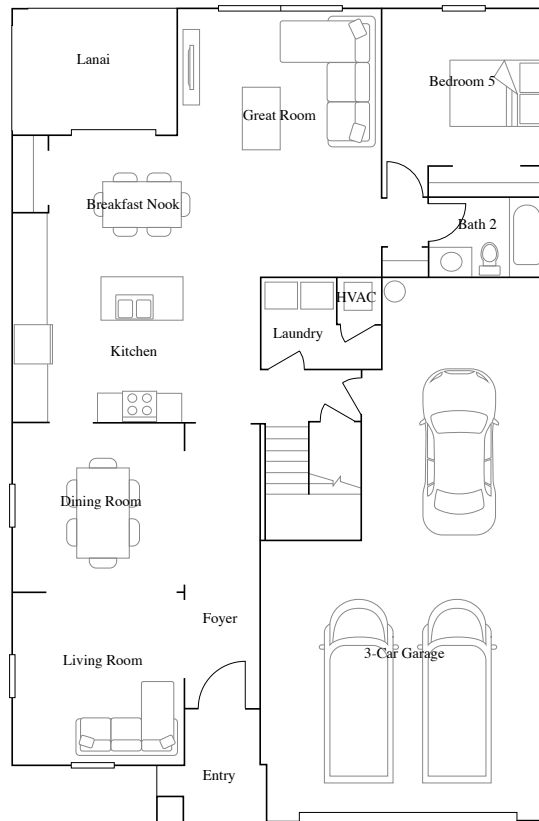 Lanai
Great Room
Bedroom 5
Breakfast Nook
Bath 2
HVAC
Laundry
Kitchen
Dining Room
Foyer
Living Room
3-Car Garage
Entry